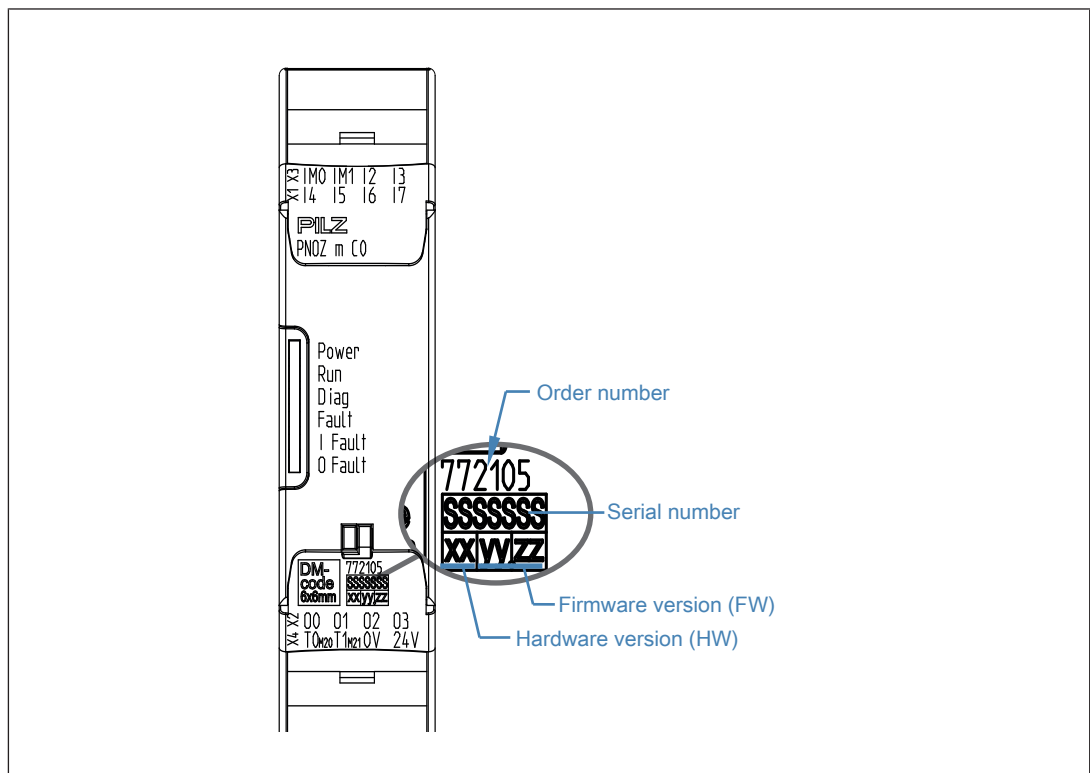 X3 IM0 IM1 I2 I3
X1 I4 I5 I6 I7
PILZ
PNOZ m C0
Power
Run
Diag
Fault
I Fault
O Fault
Order number
772105
SSSSSSS
Serial number
xx yy zz
Firmware version (FW)
Hardware version (HW)
DM-
code
6x6mm
772105
SSSSSSS
xx yy zz
X2 O0 O1 O2 O3
X4 T0M20 T1M21 0V 24V